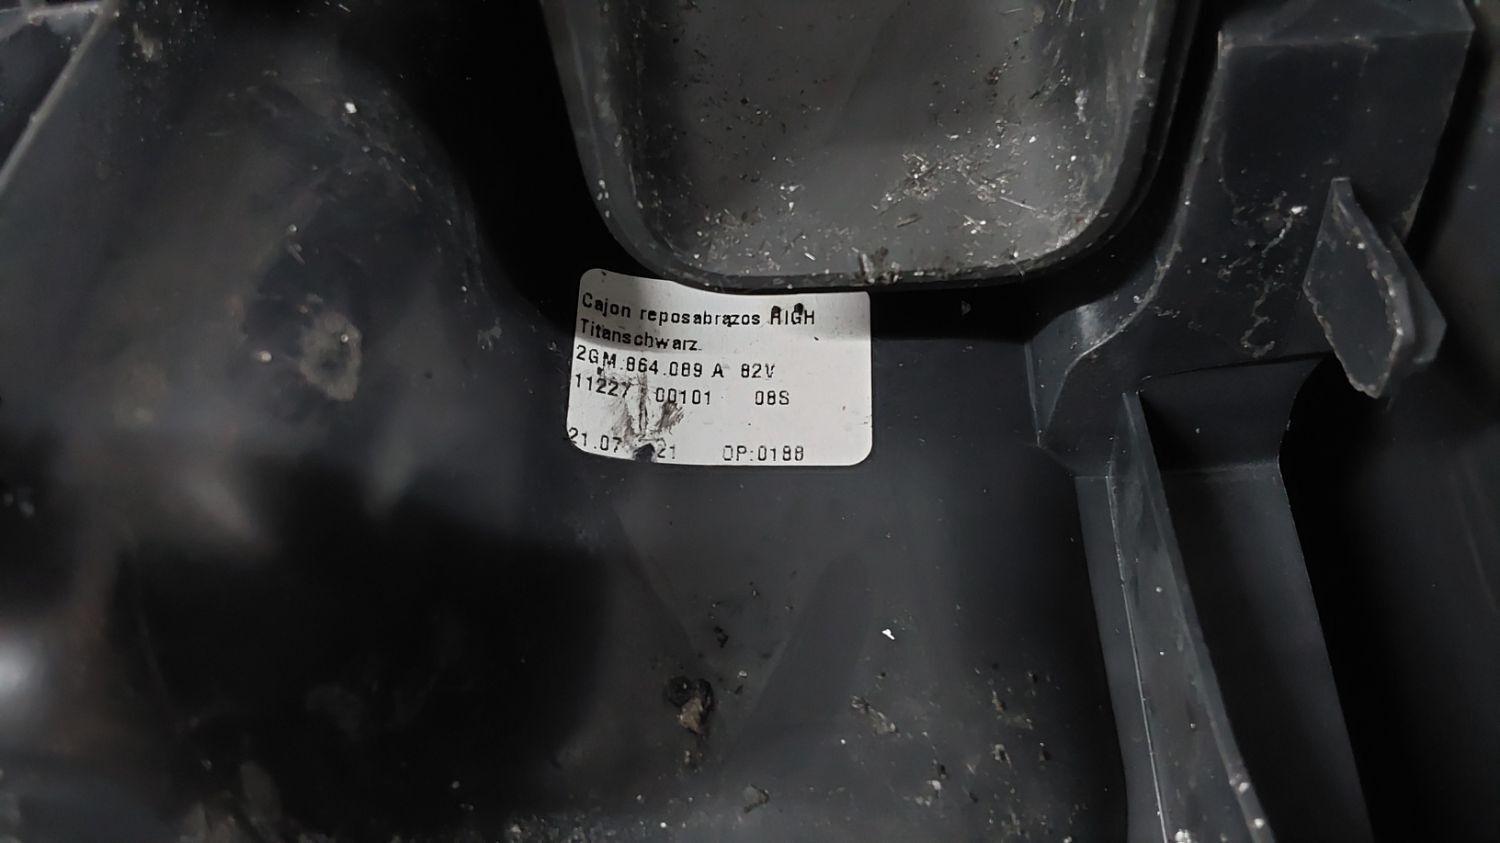 Cajon reposabrazos HIGH
Titanschwarz
2GM.864.089 A 82V
11227 00101 08S
21.07 21 OP:0188